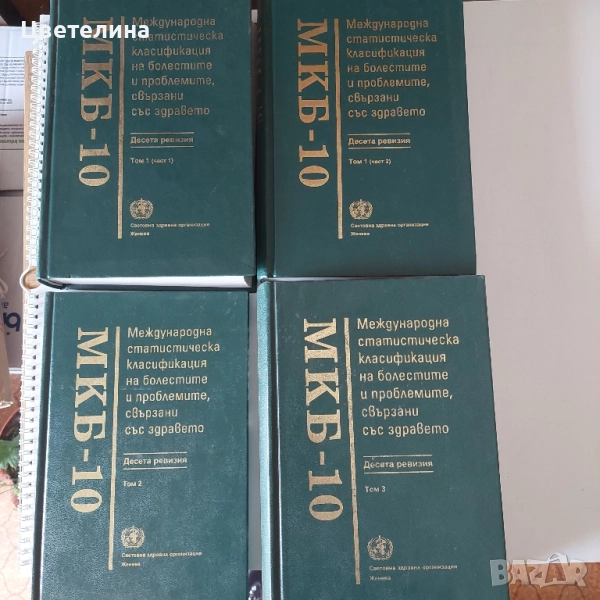 Цветелина
МКБ-10
Международна
статистическа
класификация
на болестите
и проблемите,
свързани
със здравето
Десета ревизия
Том 1 (част 1)
Световна здравна организация
Женева
МКБ-10
Международна
статистическа
класификация
на болестите
и проблемите,
свързани
със здравето
Десета ревизия
Том 1 (част 2)
Световна здравна организация
Женева
МКБ-10
Международна
статистическа
класификация
на болестите
и проблемите,
свързани
със здравето
Десета ревизия
Том 2
Световна здравна организация
Женева
МКБ-10
Международна
статистическа
класификация
на болестите
и проблемите,
свързани
със здравето
Десета ревизия
Том 3
Световна здравна организация
Женева
BAZAR